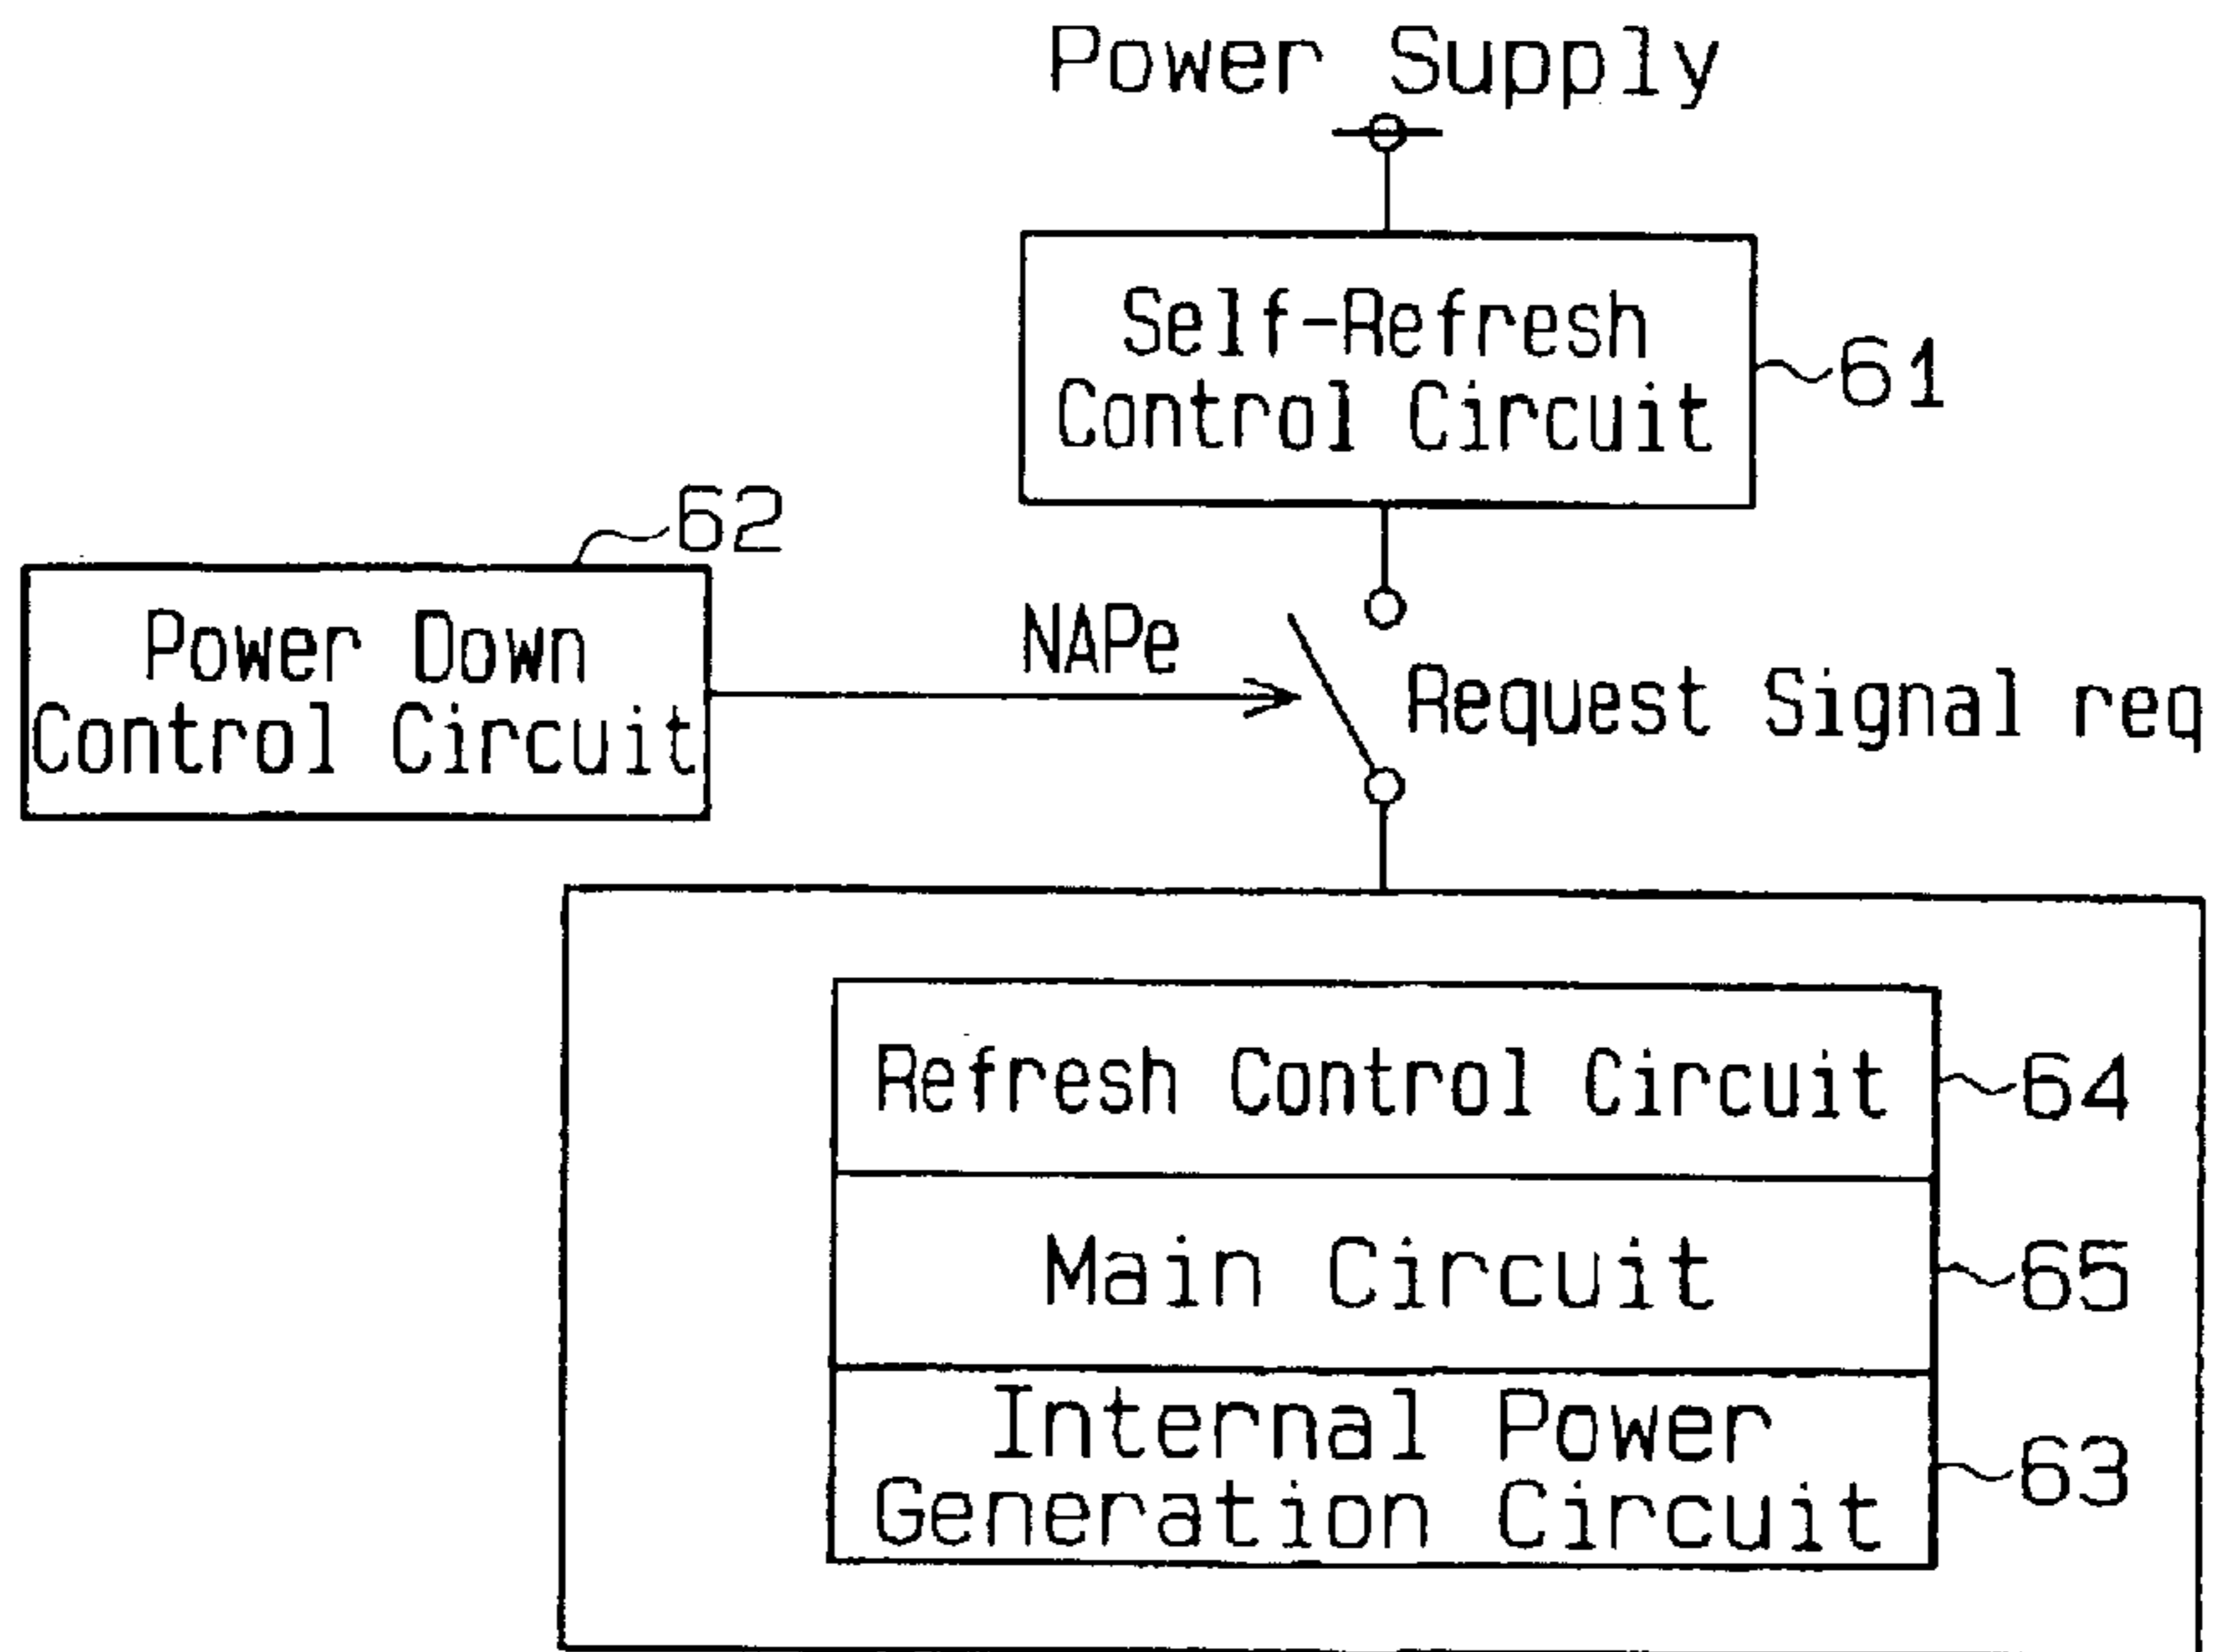 Power Supply
Self-Refresh
Control Circuit
61
62
Power Down
Control Circuit
NAPe
Request Signal req
Refresh Control Circuit
64
Main Circuit
65
Internal Power
Generation Circuit
63